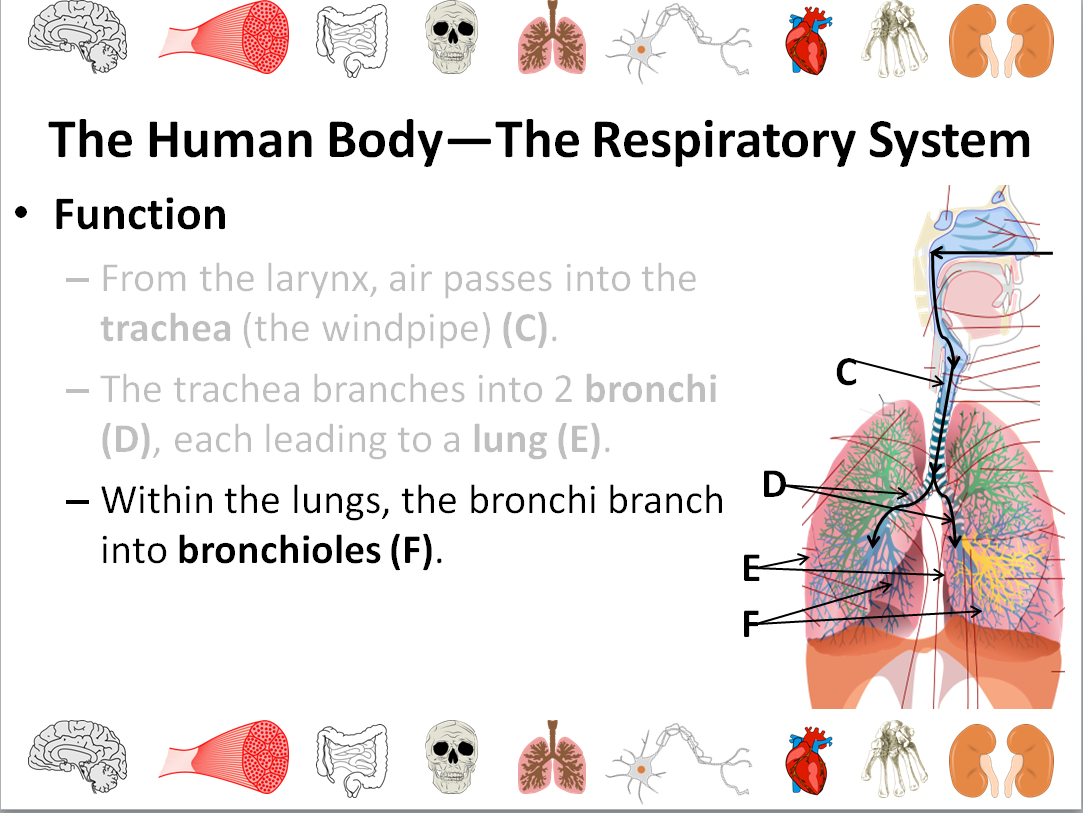 The Human Body—The Respiratory System
• Function
– From the larynx, air passes into the
trachea (the windpipe) (C).
– The trachea branches into 2 bronchi
(D), each leading to a lung (E).
– Within the lungs, the bronchi branch
into bronchioles (F).
C
D
E
F